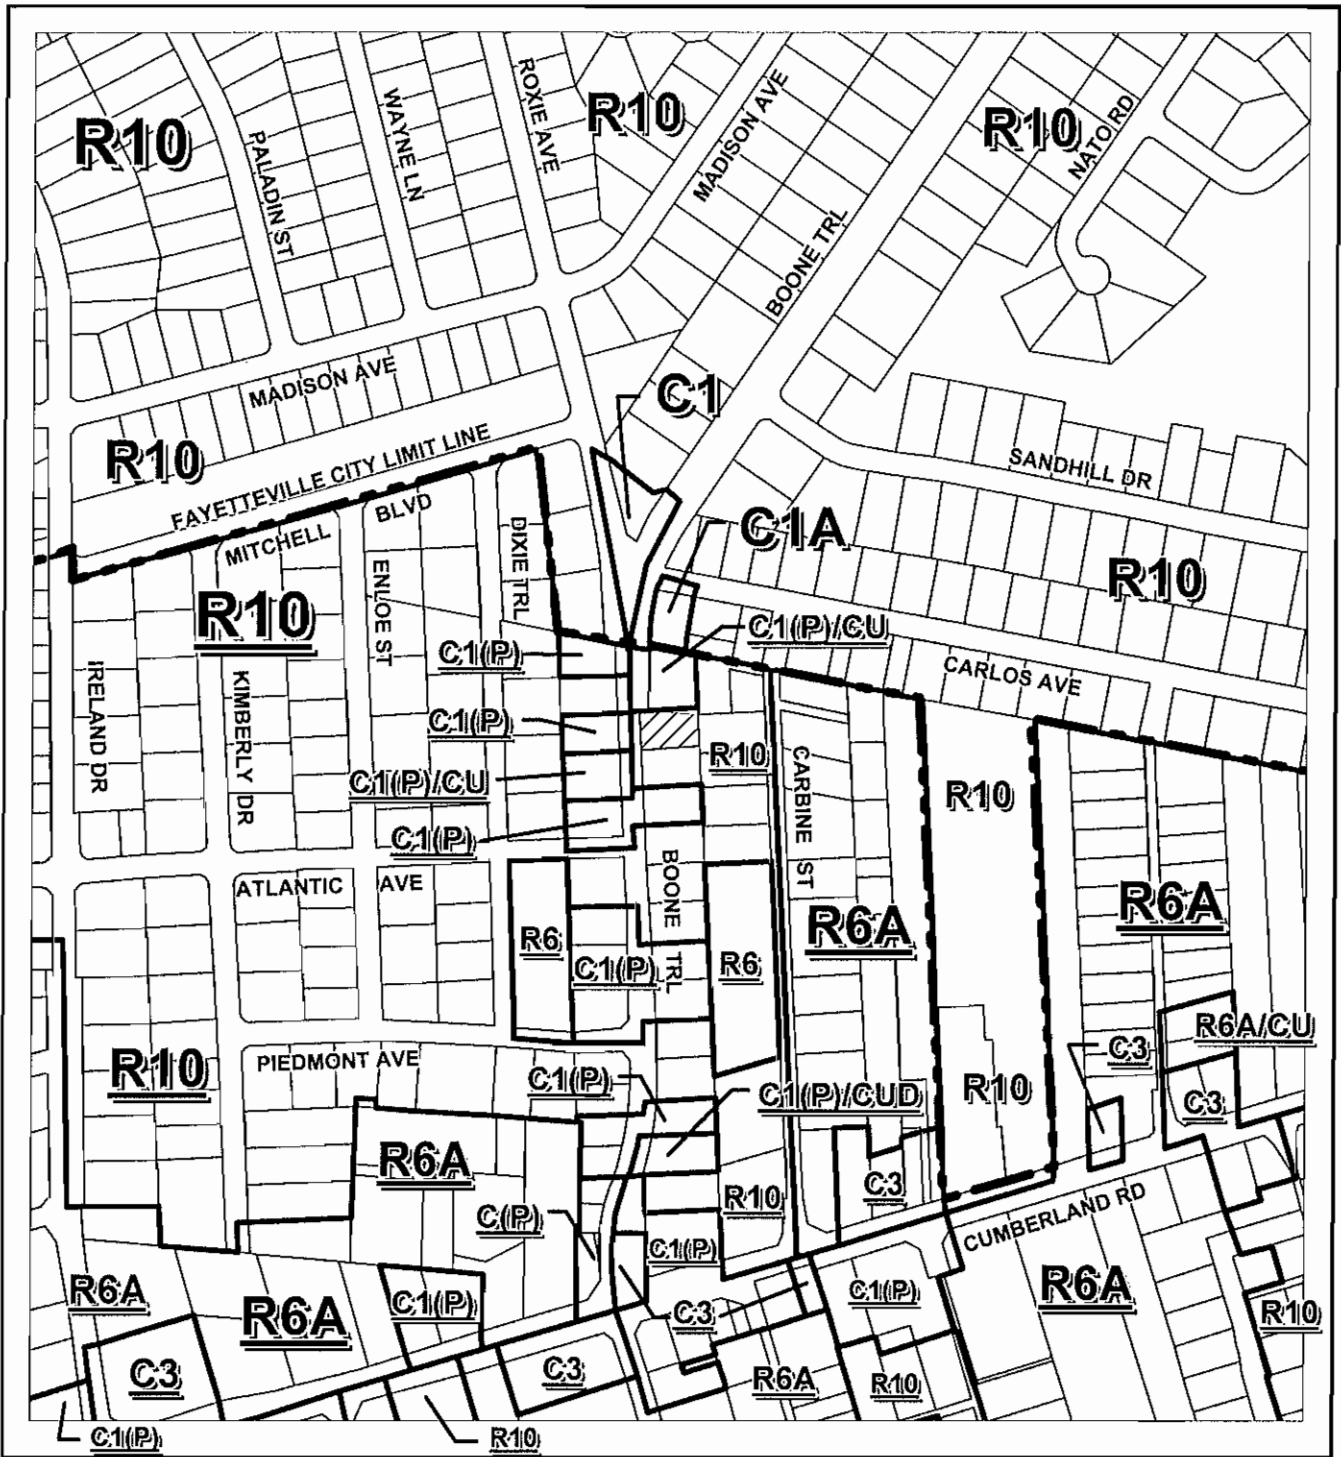 R10
R10
R10
PALADIN ST
WAYNE LN
ROXIE AVE
MADISON AVE
BOONE TRL
NATO RD
MADISON AVE
C1
R10
FAYETTEVILLE CITY LIMIT LINE
SANDHILL DR
MITCHELL
BLVD
C1A
R10
R10
ENLOE ST
DIXIE TRL
C1(P)/CU
C1(P)
CARLOS AVE
IRELAND DR
KIMBERLY DR
C1(P)
R10
C1(P)/CU
CARBINE ST
R10
C1(P)
ATLANTIC AVE
BOONE TRL
R6A
R6A
R6
C1(P)
R6
R6A/CU
C3
R10
PIEDMONT AVE
C1(P)
C1(P)/CUD
R10
C3
R6A
R10
C3
C(P)
C1(P)
CUMBERLAND RD
R6A
R6A
C1(P)
C3
C1(P)
R6A
R10
C3
C3
R6A
R10
C1(P)
R10